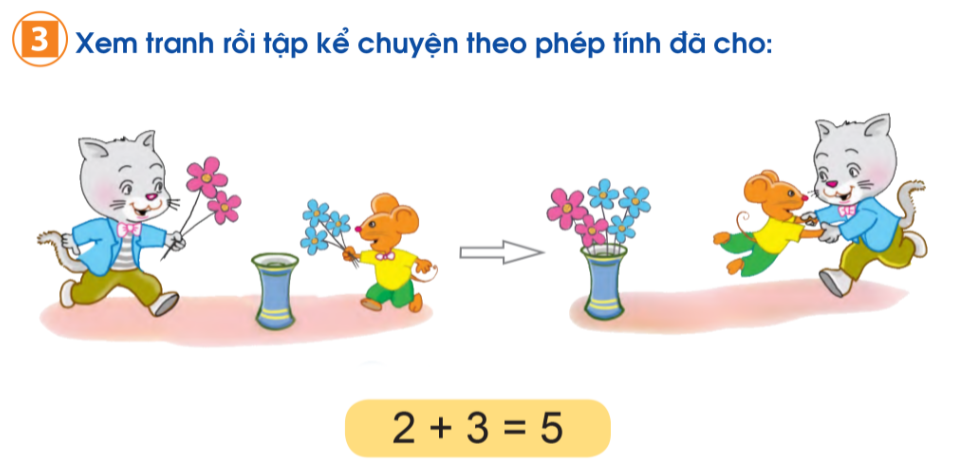 3 Xem tranh rồi tập kể chuyện theo phép tính đã cho:
2 + 3 = 5